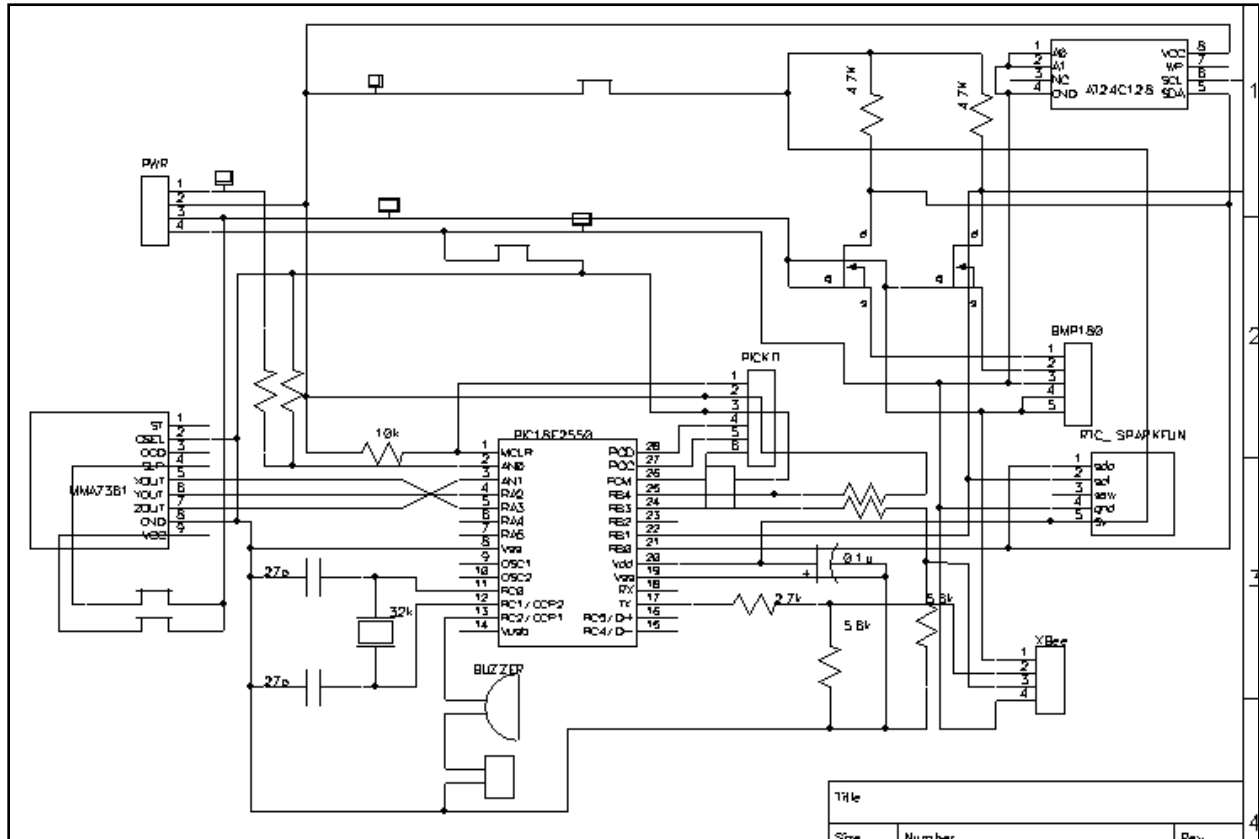 1
2
3
4
VCC
8
A0
A1
WP
7
NC
SCL
6
GND
SDA
5
AT24C128
4.7K
4.7K
1
PWR
1
2
3
4
d
d
g
g
s
s
BMP180
1
2
3
4
5
2
PICKIT
1
2
3
4
5
6
RTC_SPARKFUN
1
2
3
4
5
sda
scl
sqw
gnd
5v
MMA7361
ST
GSEL
0GD
SLP
XOUT
YOUT
ZOUT
GND
VCC
1
2
3
4
5
6
7
8
9
10k
PIC18F2550
1
2
3
4
5
6
7
8
9
10
11
12
13
14
MCLR
AN0
AN1
RA2
RA3
RA4
RA5
Vss
OSC1
OSC2
RC0
RC1/CCP2
RC2/CCP1
Vusb
PGD
PGC
PGM
RB4
RB3
RB2
RB1
RB0
Vdd
Vss
RX
TX
RC5/D+
RC4/D-
28
27
26
25
24
23
22
21
20
19
18
17
16
15
0.1u
+
2.7k
5.6k
5.6k
27p
32k
27p
BUZZER
XBee
1
2
3
4
3
4
Title
Size
Number
Rev